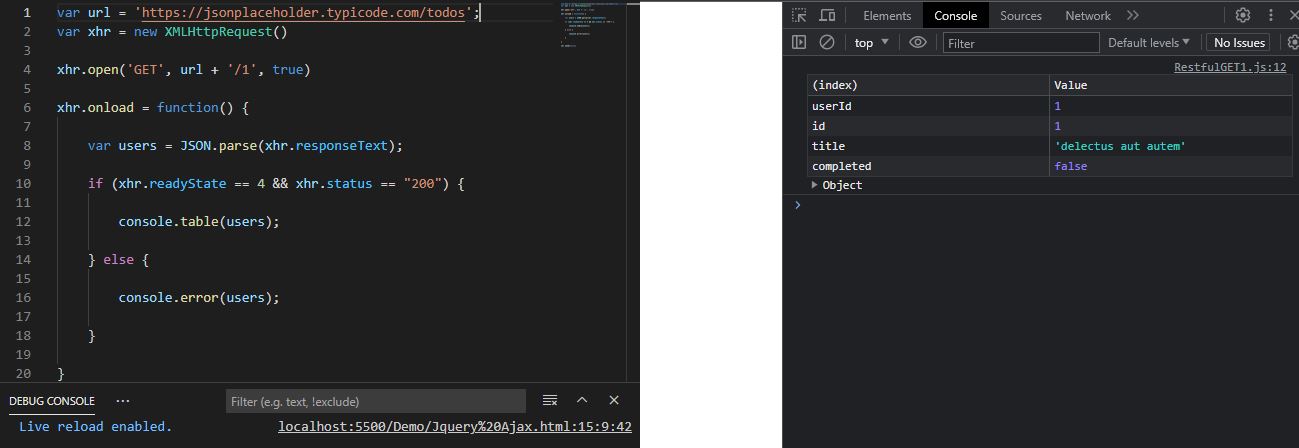 1 var url = 'https://jsonplaceholder.typicode.com/todos';
2 var xhr = new XMLHttpRequest()
3
4 xhr.open('GET', url + '/1', true)
5
6 xhr.onload = function() {
7
8 var users = JSON.parse(xhr.responseText);
9
10 if (xhr.readyState == 4 && xhr.status == "200") {
11
12 console.table(users);
13
14 } else {
15
16 console.error(users);
17
18 }
19
20 }
DEBUG CONSOLE ...
Filter (e.g. text, !exclude)
Live reload enabled. localhost:5500/Demo/Jquery%20Ajax.html:15:9:42
Elements Console Sources Network
top Filter Default levels No Issues
RestfulGET1.js:12
(index) Value
userId 1
id 1
title 'delectus aut autem'
completed false
Object